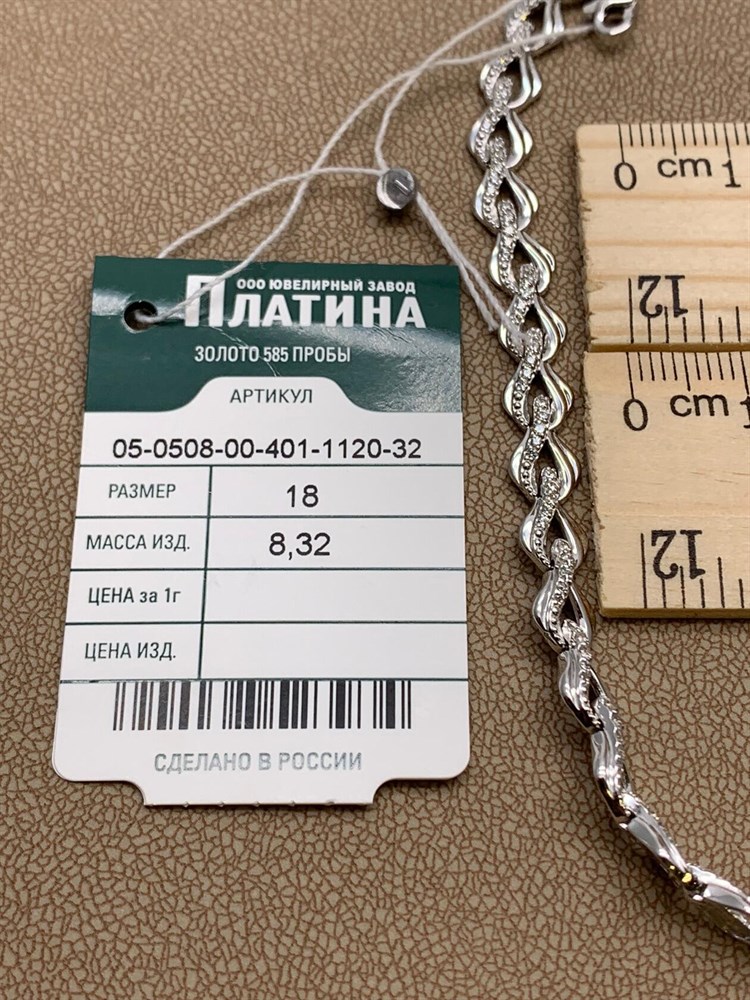 ООО ЮВЕЛИРНЫЙ ЗАВОД
ПЛАТИНА
ЗОЛОТО 585 ПРОБЫ
АРТИКУЛ
05-0508-00-401-1120-32
РАЗМЕР 18
МАССА ИЗД. 8,32
ЦЕНА за 1г
ЦЕНА ИЗД.
СДЕЛАНО В РОССИИ
0 cm 1
12
0 cm 1
12